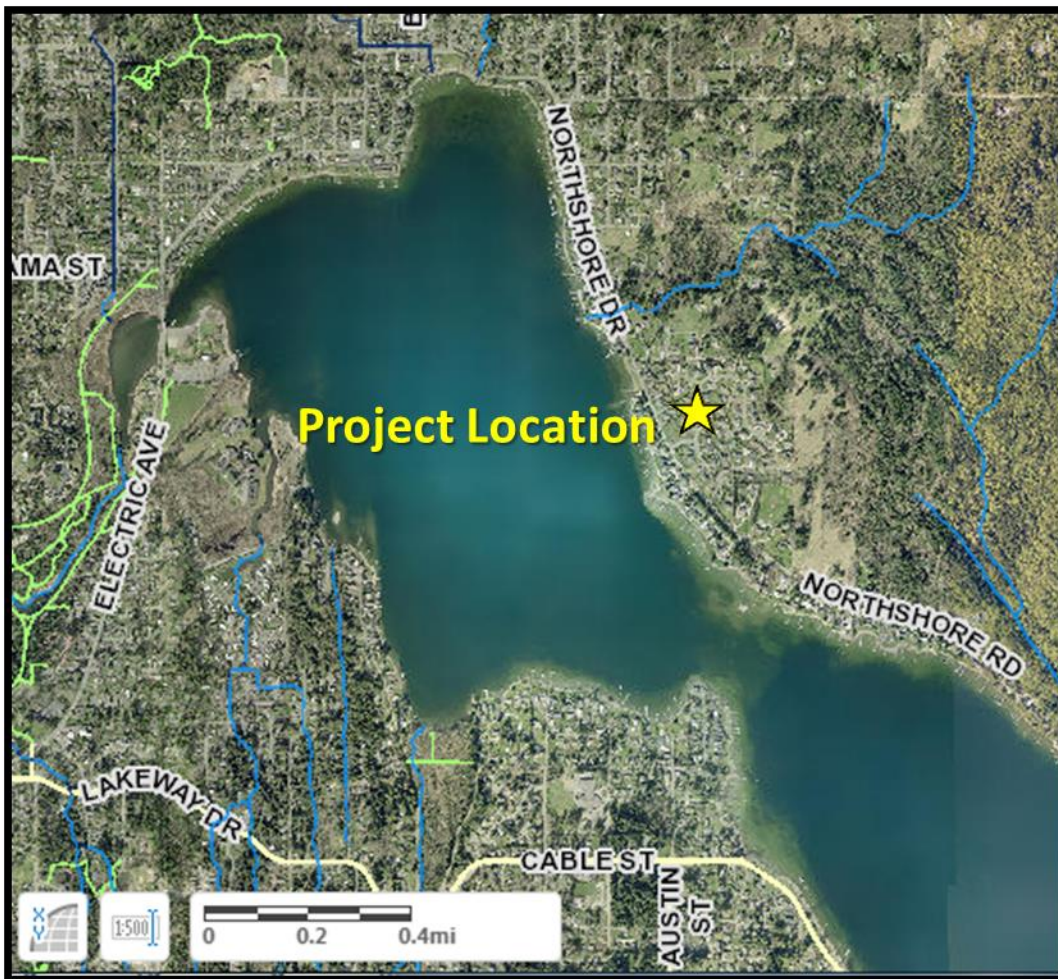 B
NORTHSHORE DR
AMA ST
Project Location
ELECTRIC AVE
NORTHSHORE RD
LAKEWAY DR
CABLE ST
AUSTIN
ST
X
Y
1:500
0 0.2 0.4mi